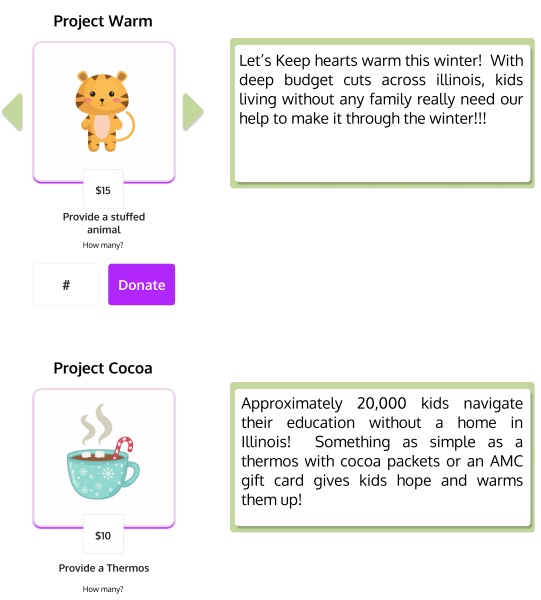 Project Warm
Let's Keep hearts warm this winter! With
deep budget cuts across illinois, kids
living without any family really need our
help to make it through the winter!!!
$15
Provide a stuffed
animal
How many?
#
Donate
Project Cocoa
Approximately 20,000 kids navigate
their education without a home in
Illinois! Something as simple as a
thermos with cocoa packets or an AMC
gift card gives kids hope and warms
them up!
$10
Provide a Thermos
How many?